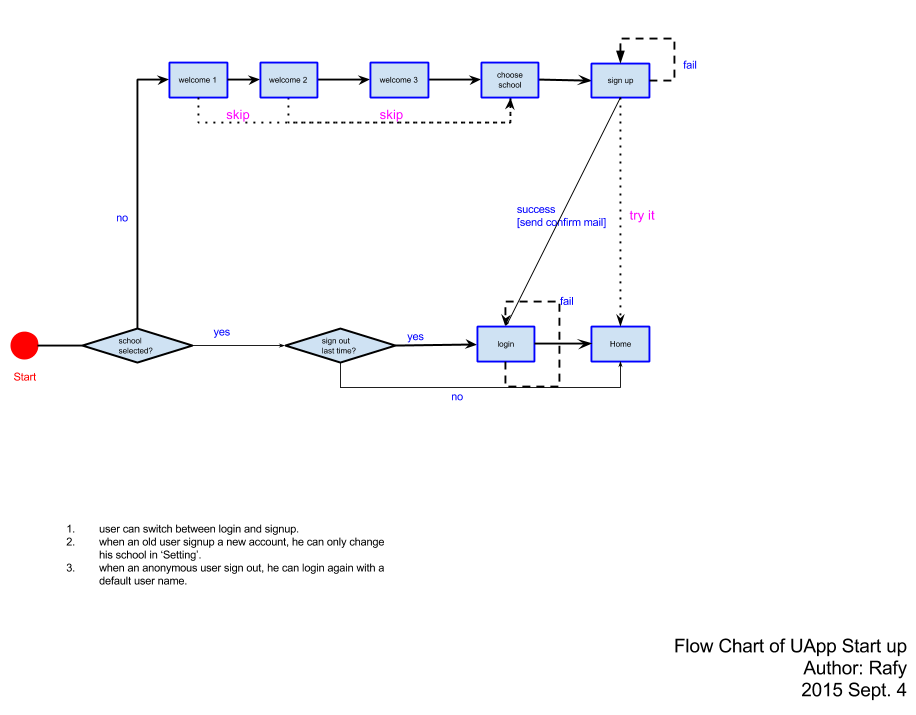 fail
welcome 1
welcome 2
welcome 3
choose
school
sign up
skip
skip
success
[send confirm mail]
try it
no
fail
yes
yes
school
selected?
sign out
last time?
login
Home
Start
no
1. user can switch between login and signup.
2. when an old user signup a new account, he can only change
his school in ‘Setting’.
3. when an anonymous user sign out, he can login again with a
default user name.
Flow Chart of UApp Start up
Author: Rafy
2015 Sept. 4